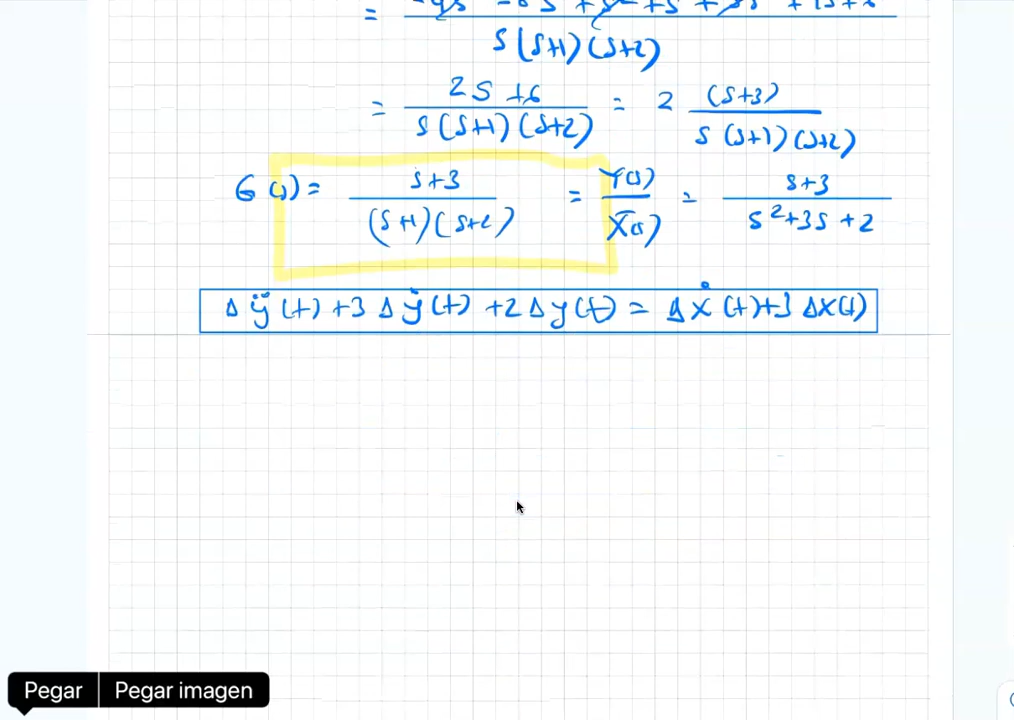 s(s+1)(s+2)
= 2s+6 / s(s+1)(s+2) = 2 (s+3) / s(s+1)(s+2)
G(s) = s+3 / (s+1)(s+2) = Y(s) / X(s) = s+3 / s²+3s+2
Δÿ(t)+3Δẏ(t)+2Δy(t) = Δẋ(t)+3Δx(t)
Pegar Pegar imagen